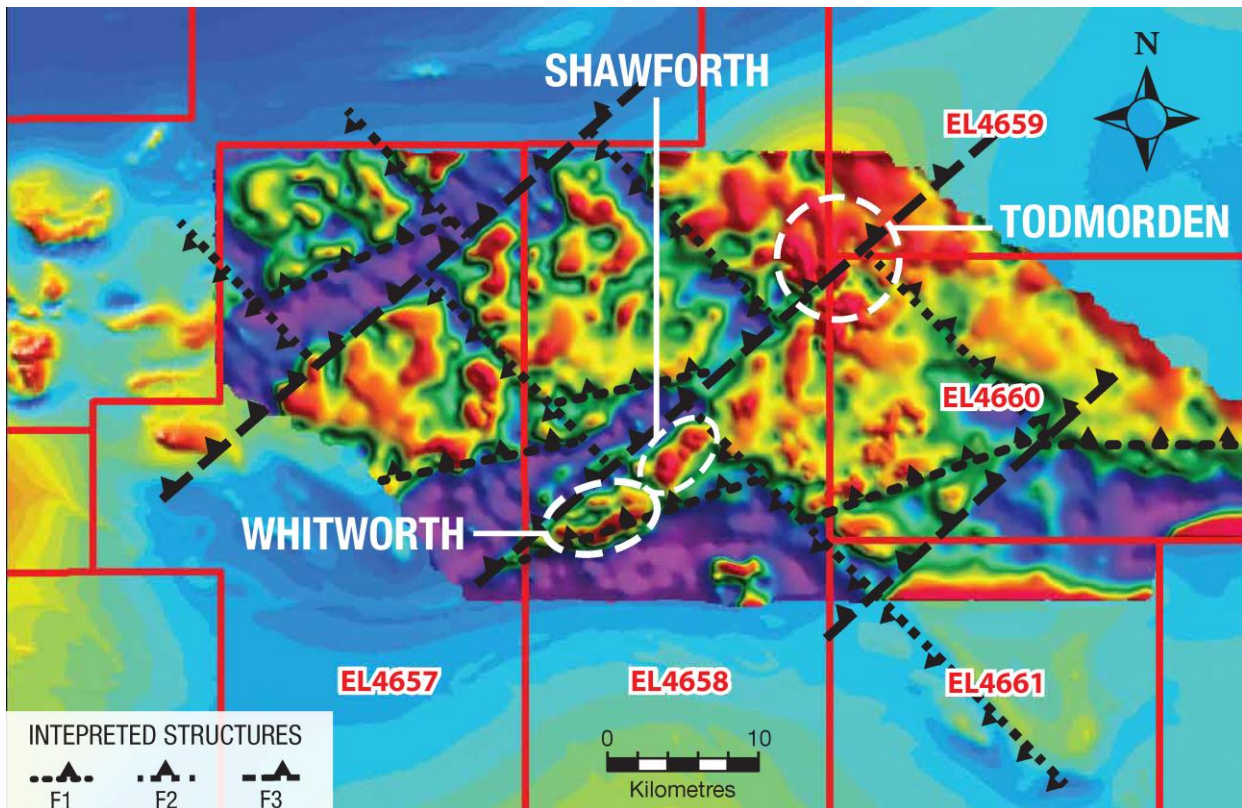 SHAWFORTH
N
EL4659
TODMORDEN
EL4660
WHITWORTH
EL4657
EL4658
EL4661
INTEPRETED STRUCTURES
F1 F2 F3
0 10
Kilometres